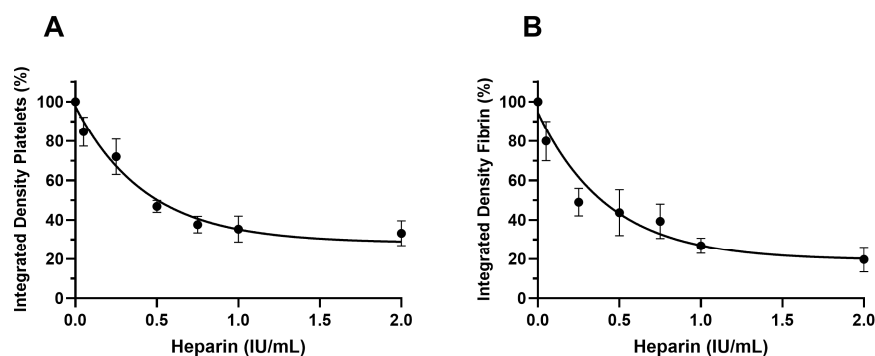 A
Integrated Density Platelets (%)
100
80
60
40
20
0
0.0 0.5 1.0 1.5 2.0
Heparin (IU/mL)
B
Integrated Density Fibrin (%)
100
80
60
40
20
0
0.0 0.5 1.0 1.5 2.0
Heparin (IU/mL)